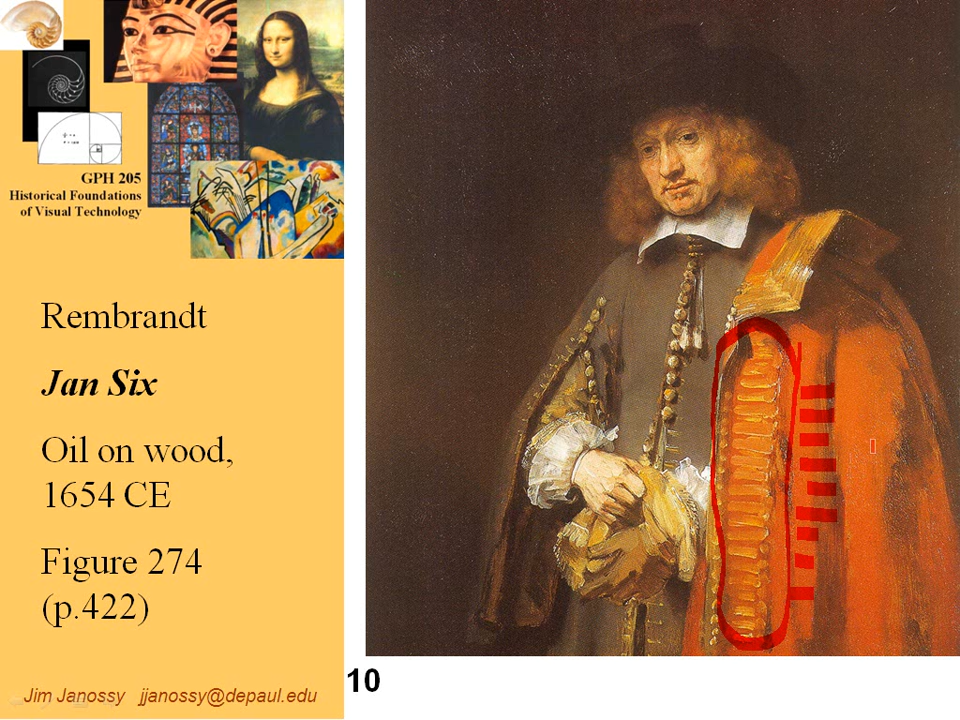 GPH 205
Historical Foundations
of Visual Technology
Rembrandt
Jan Six
Oil on wood,
1654 CE
Figure 274
(p.422)
Jim Janossy jjanossy@depaul.edu
10